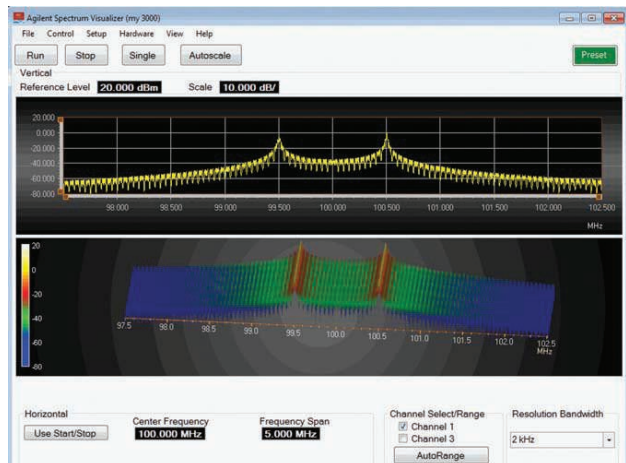 Agilent Spectrum Visualizer (my 3000)
File Control Setup Hardware View Help
Run Stop Single Autoscale Preset
Vertical
Reference Level 20.000 dBm Scale 10.000 dB/
20.000
0.000
-20.000
-40.000
-60.000
-80.000
98.000 98.500 99.000 99.500 100.000 100.500 101.000 101.500 102.000 102.500
MHz
20
0
-20
-40
-60
-80
97.5 98.0 98.5 99.0 99.5 100.0 100.5 101.0 101.5 102.0 102.5
MHz
Horizontal
Use Start/Stop
Center Frequency
100.000 MHz
Frequency Span
5.000 MHz
Channel Select/Range
Channel 1
Channel 3
AutoRange
Resolution Bandwidth
2 kHz